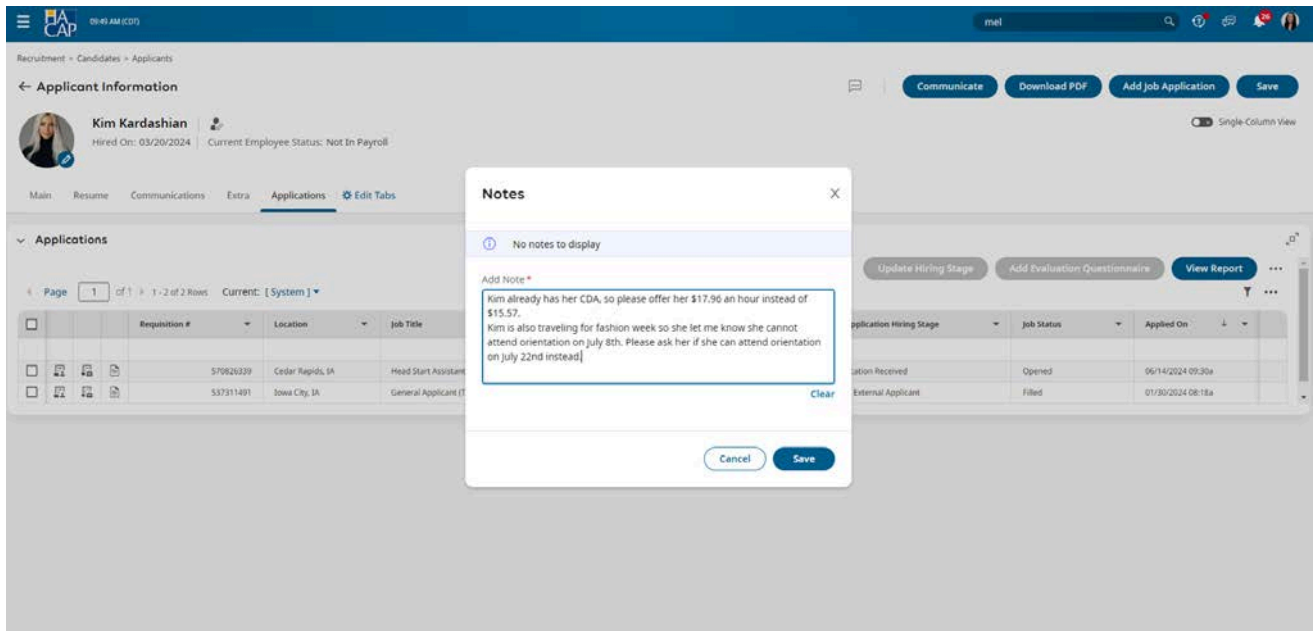 HACAP 09:49 AM (CDT) mel 26
Recruitment > Candidates > Applicants
← Applicant Information Communicate Download PDF Add Job Application Save
Kim Kardashian Single-Column View
Hired On: 03/20/2024 Current Employee Status: Not In Payroll
Main Resume Communications Extra Applications Edit Tabs
Notes
Applications
No notes to display
Update Hiring Stage Add Evaluation Questionnaire View Report
Add Note *
Page 1 of 1 1 - 2 of 2 Rows Current: [ System ]
Kim already has her CDA, so please offer her $17.96 an hour instead of
$15.57.
Kim is also traveling for fashion week so she let me know she cannot
attend orientation on July 8th. Please ask her if she can attend orientation
on July 22nd instead
Requisition # Location Job Title pplication Hiring Stage Job Status Applied On
570826339 Cedar Rapids, IA Head Start Assistant cation Received Opened 06/14/2024 09:30a
537311491 Iowa City, IA General Applicant (T External Applicant Filled 01/30/2024 08:18a
Clear
Cancel Save